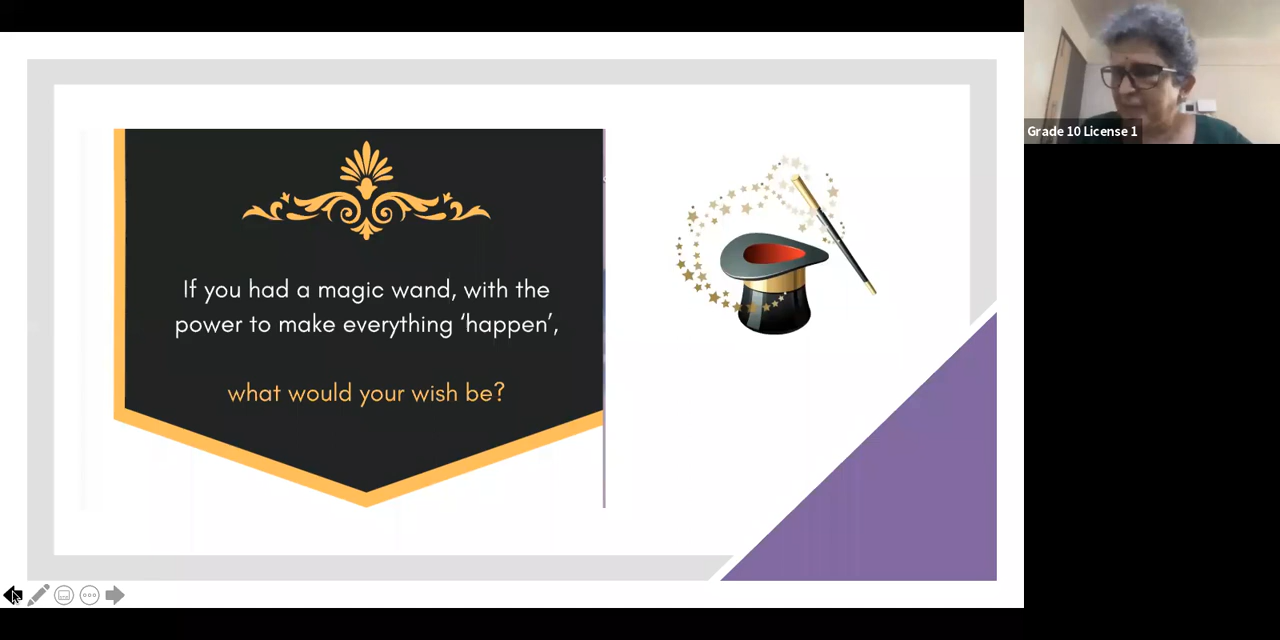 If you had a magic wand, with the
power to make everything ‘happen’,
what would your wish be?
Grade 10 License 1